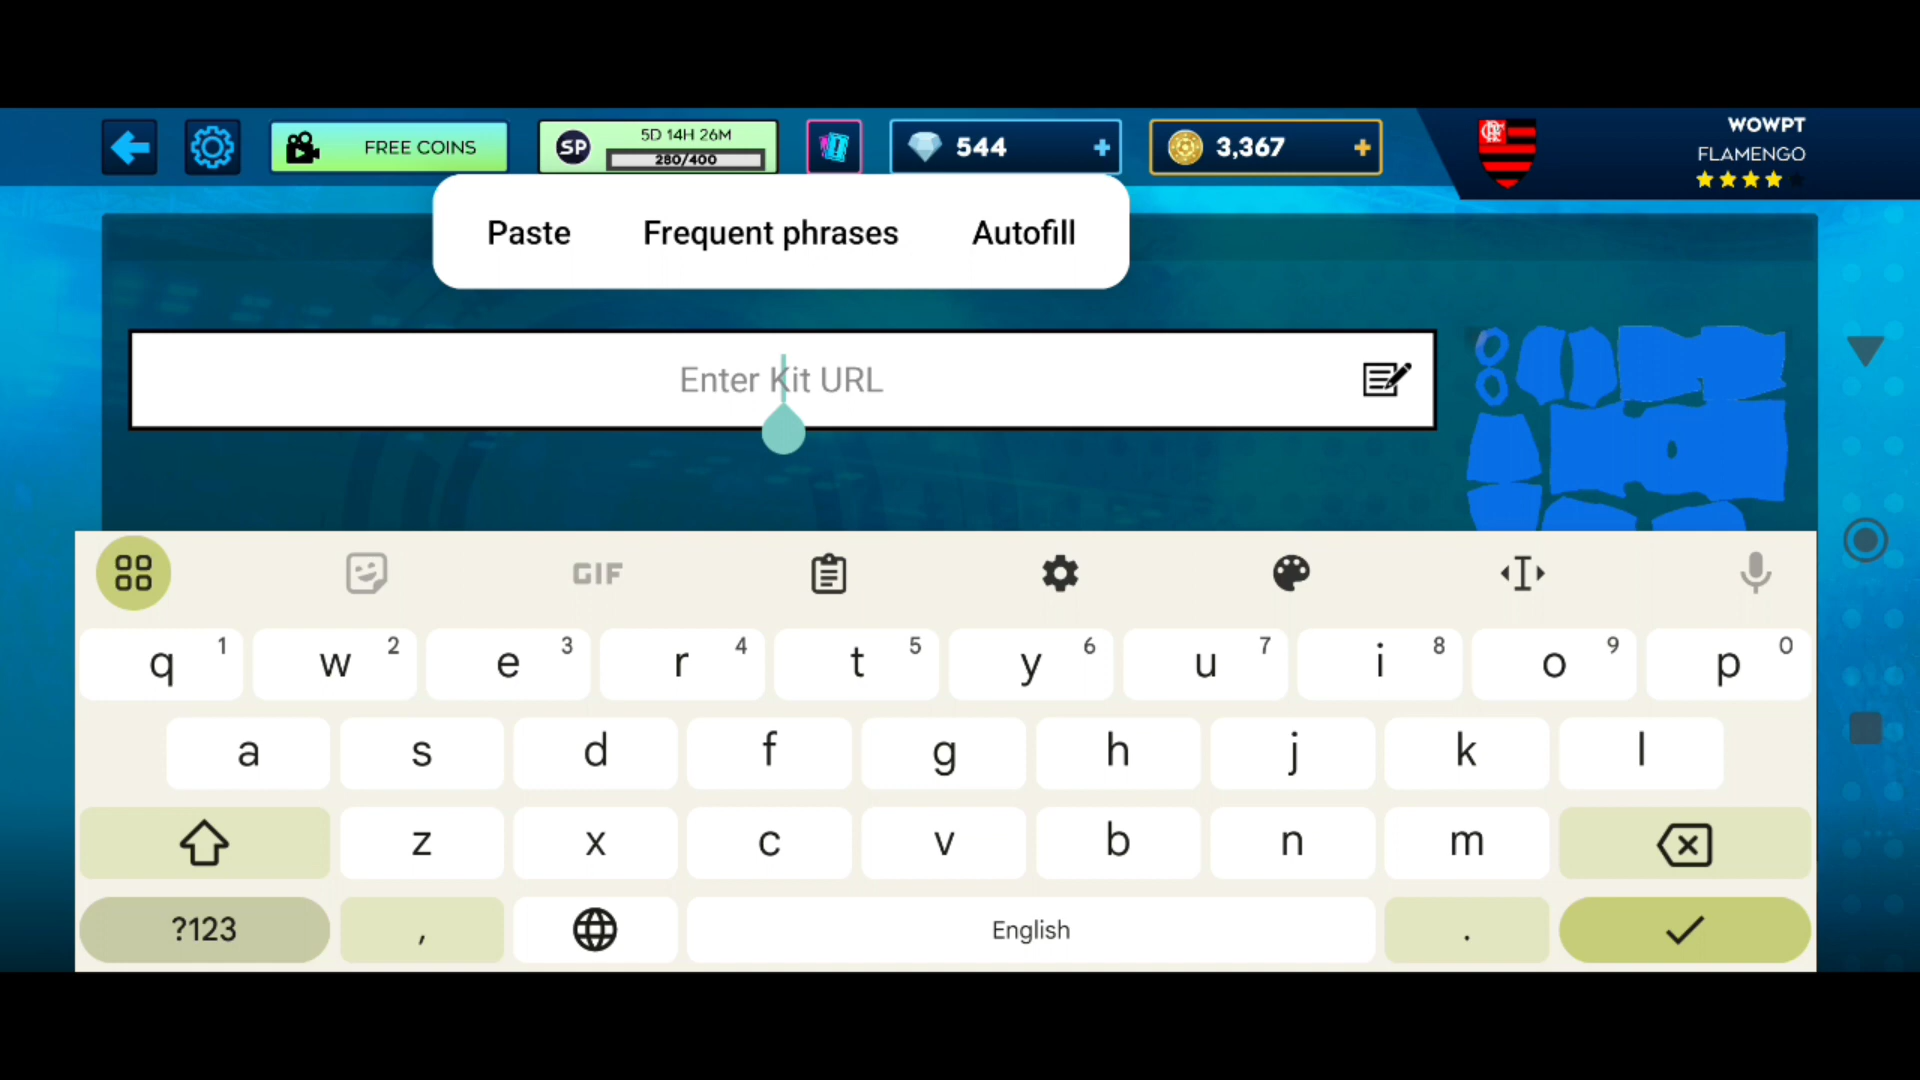 FREE COINS
SP
5D 14H 26M
280/400
544
+
3,367
+
WOWPT
FLAMENGO
Paste Frequent phrases Autofill
Enter Kit URL
GIF
q 1 w 2 e 3 r 4 t 5 y 6 u 7 i 8 o 9 p 0
a s d f g h j k l
z x c v b n m
?123 , English .